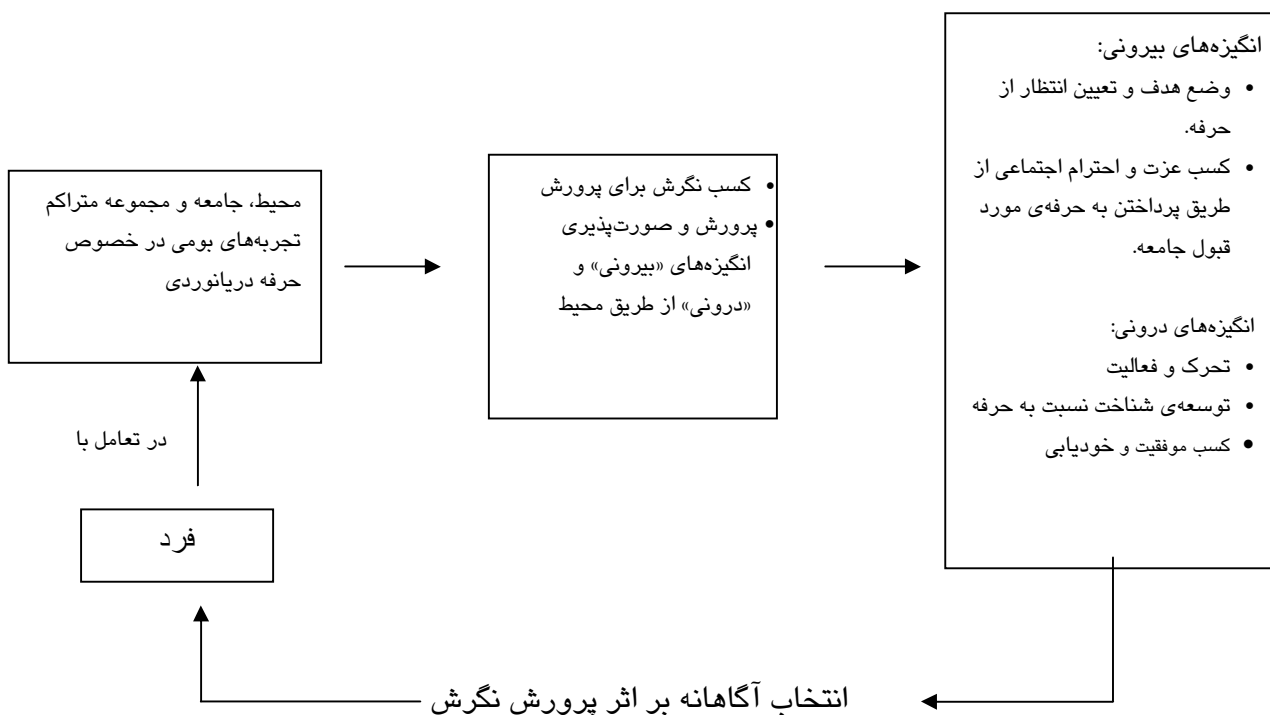 محیط، جامعه و مجموعه متراکم
تجربه‌های بومی در خصوص
حرفه دریانوردی
در تعامل با
فرد
• کسب نگرش برای پرورش
• پرورش و صورت‌پذیری
انگیزه‌های «بیرونی» و
«درونی» از طریق محیط
انگیزه‌های بیرونی:
• وضع هدف و تعیین انتظار از
حرفه.
• کسب عزت و احترام اجتماعی از
طریق پرداختن به حرفه‌ی مورد
قبول جامعه.
انگیزه‌های درونی:
• تحرک و فعالیت
• توسعه‌ی شناخت نسبت به حرفه
• کسب موفقیت و خودیابی
انتخاب آگاهانه بر اثر پرورش نگرش